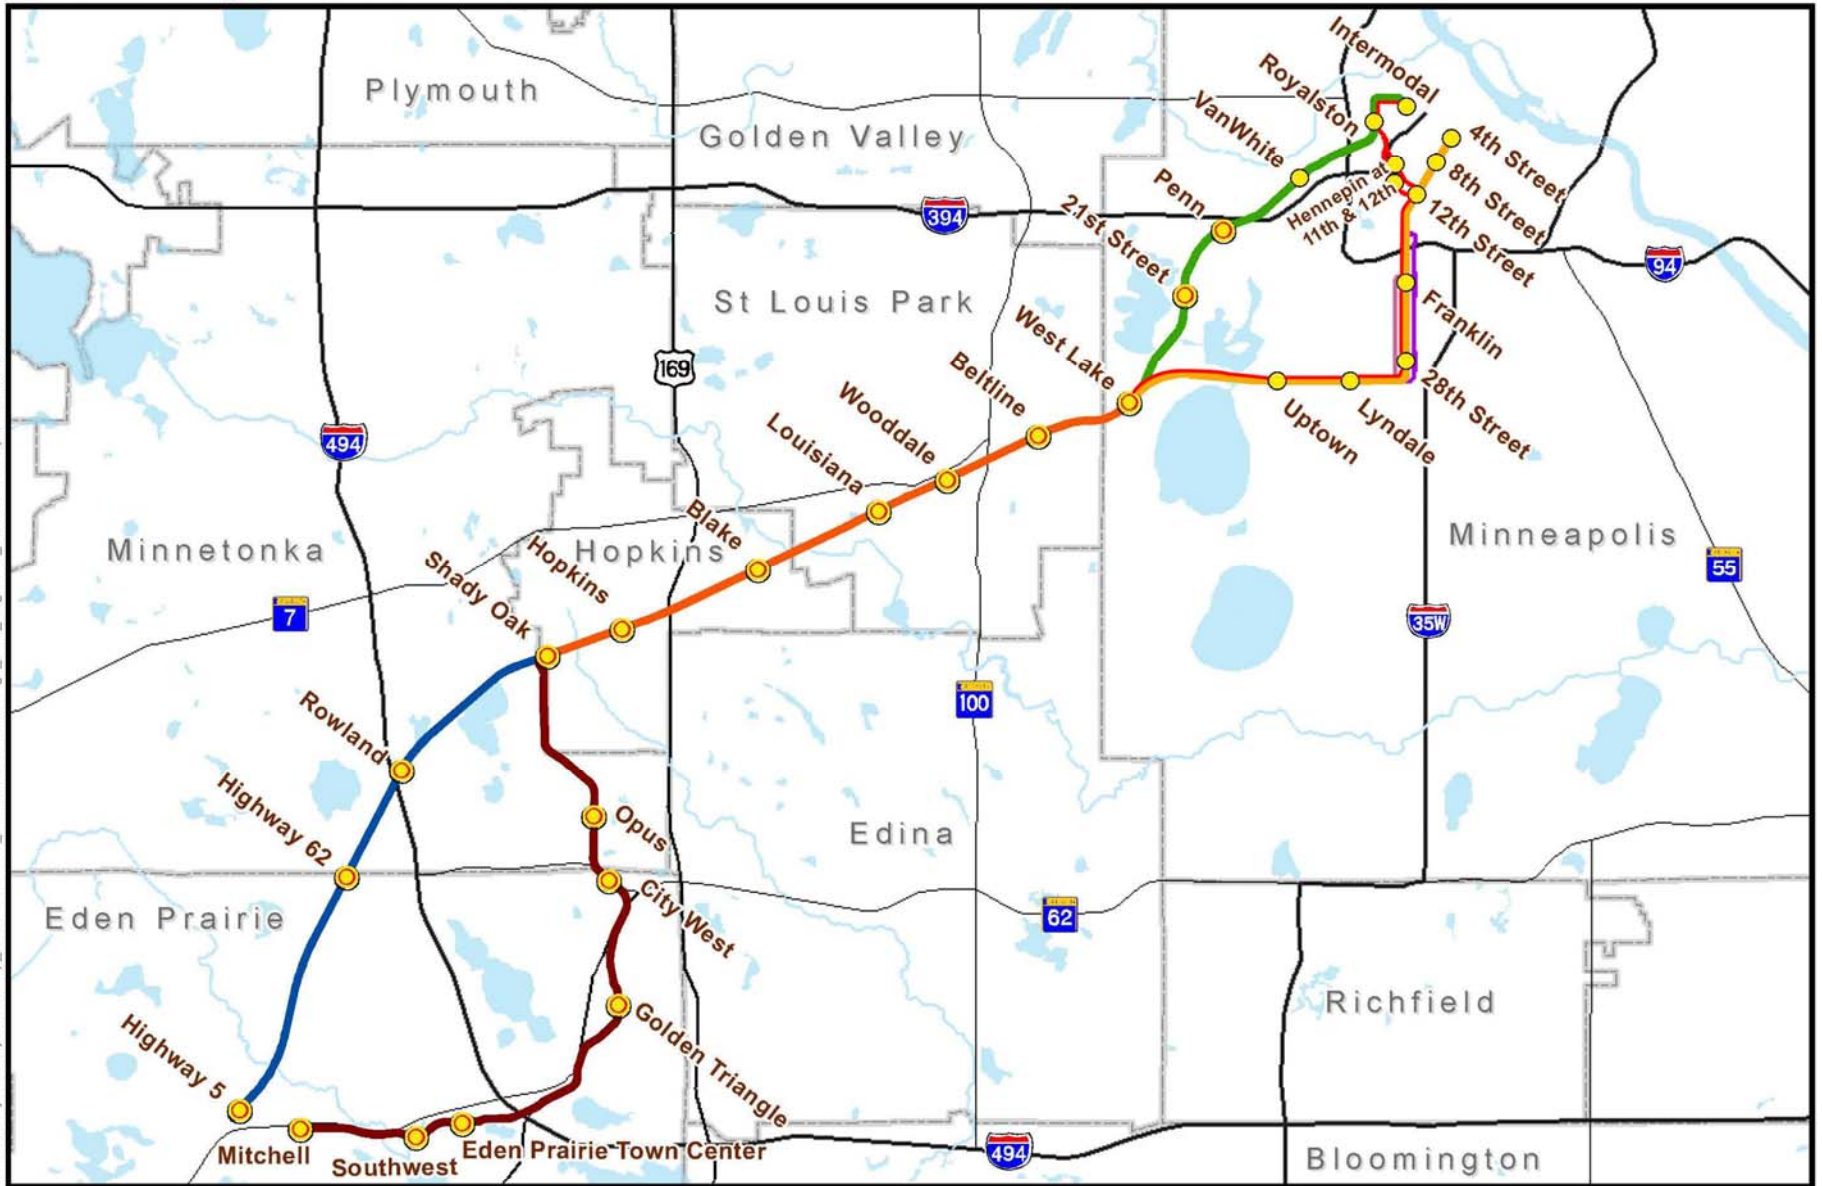 Intermodal
Royalston
VanWhite
Plymouth
Golden Valley
4th Street
8th Street
12th Street
Hennepin at
11th & 12th
Penn
21st Street
394
94
St Louis Park
Franklin
West Lake
28th Street
169
Beltline
Uptown
Lyndale
Wooddale
Louisiana
494
Blake
Minneapolis
Minnetonka
Hopkins
Hopkins
Shady Oak
55
7
35W
100
Rowland
Highway 62
Opus
Edina
City West
Eden Prairie
62
Golden Triangle
Richfield
Highway 5
Mitchell
Southwest
Eden Prairie Town Center
494
Bloomington